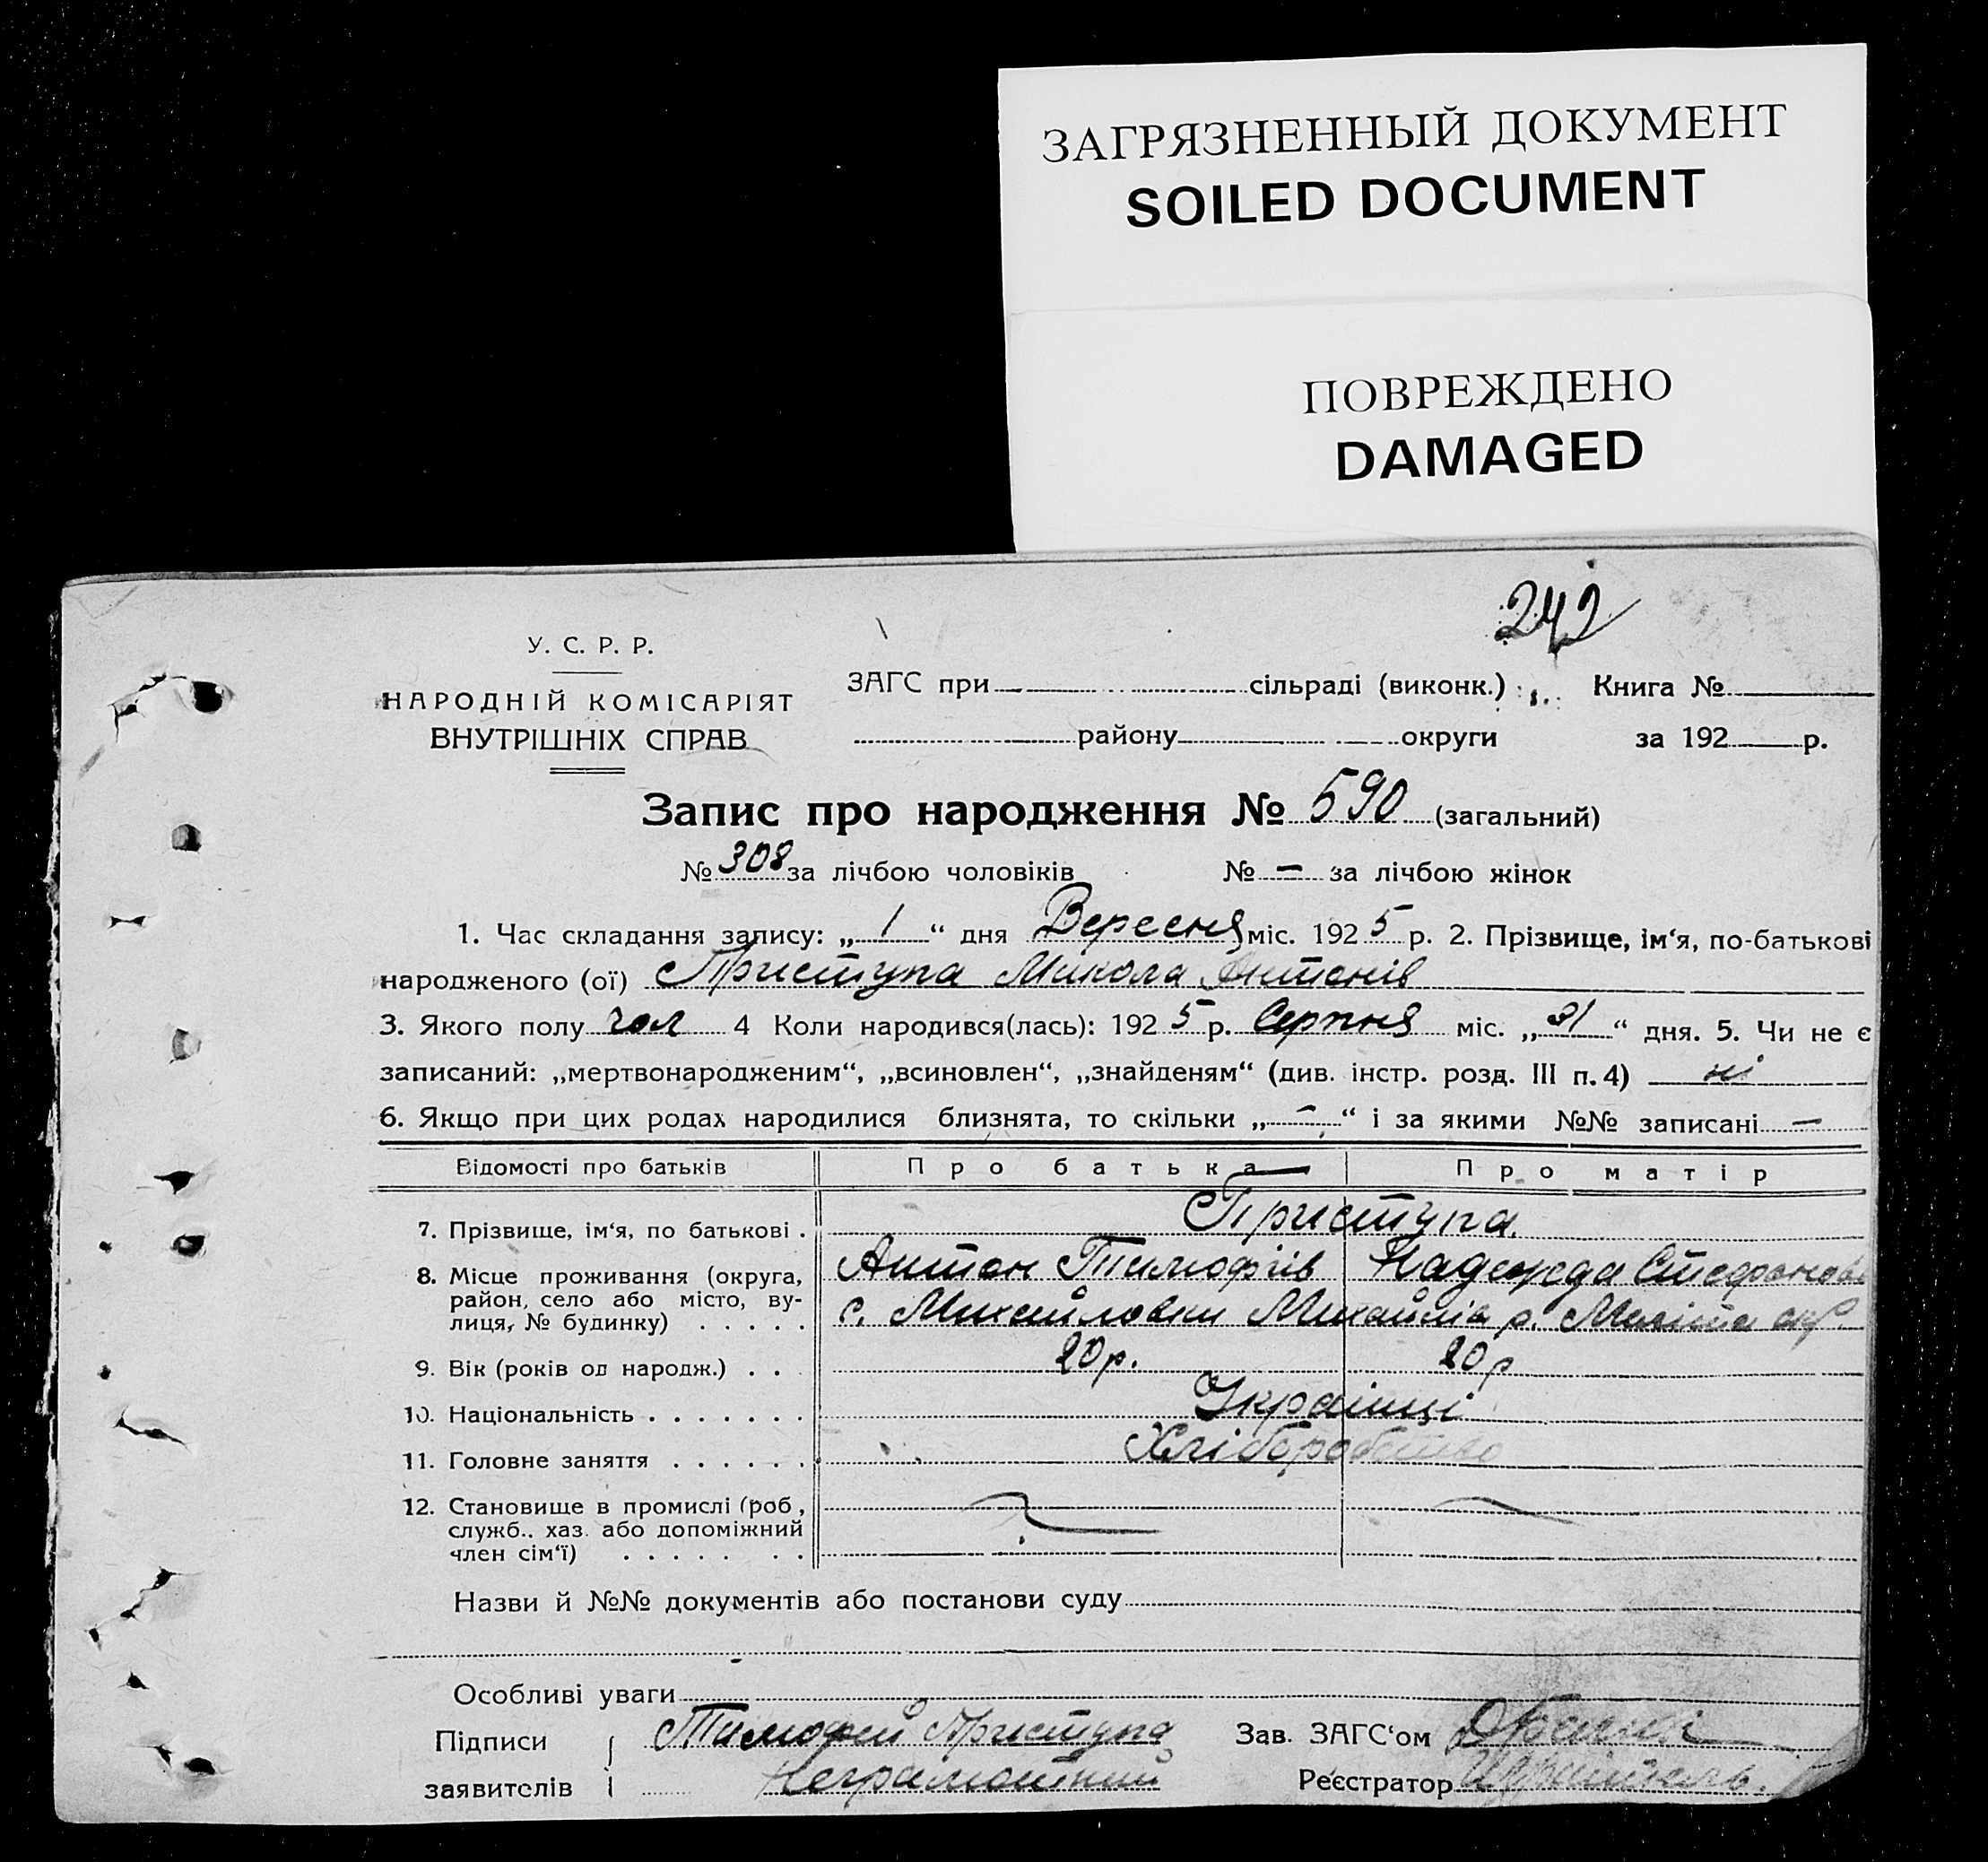 ЗАГРЯЗНЕННЫЙ ДОКУМЕНТ
SOILED DOCUMENT
ПОВРЕЖДЕНО
DAMAGED
242
У. С. Р. Р.
НАРОДНІЙ КОМІСАРІЯТ
ВНУТРІШНІХ СПРАВ
ЗАГС при сільраді (виконк.) Книга №
району округи за 192 р.
Запис про народження № 590 (загальний)
№ 308 за лічбою чоловіків № — за лічбою жінок
1. Час складання запису: „ 1 “ дня Вересня міс. 1925 р. 2. Прізвище, ім‘я, по-батькові
народженого (ої) Приступа Микола Антонів
3. Якого полу чол 4 Коли народився(лась): 1925 р. Серпня міс. „ 31 “ дня. 5. Чи не є
записаний: „мертвонародженим“, „всиновлен“, „знайденям“ (див. інстр. розд. III п. 4) ні
6. Якщо при цих родах народилися близнята, то скільки „ — “ і за якими №№ записані —
Відомості про батьків Про батька Про матір
7. Прізвище, ім‘я, по батькові . Приступа.
Антон Тимофіїв Надежда Стефанова
8. Місце проживання (округа, район, село або місто, вулиця, № будинку) . . . . . с. Михайловки Михайлів р. Меліт окр.
9. Вік (років од народж.) . . 20 р. 20 р
10. Національність . . . . . . . Українці
11. Головне заняття . . . . . . Хліборобство
12. Становище в промислі (роб.,
служб.. хаз. або допоміжний
член сім‘ї) . . . . . . .
Назви й №№ документів або постанови суду
Особливі уваги
Підписи Тимофей Приступа Зав. ЗАГС‘ом
заявителів Неграмотний Реєстратор